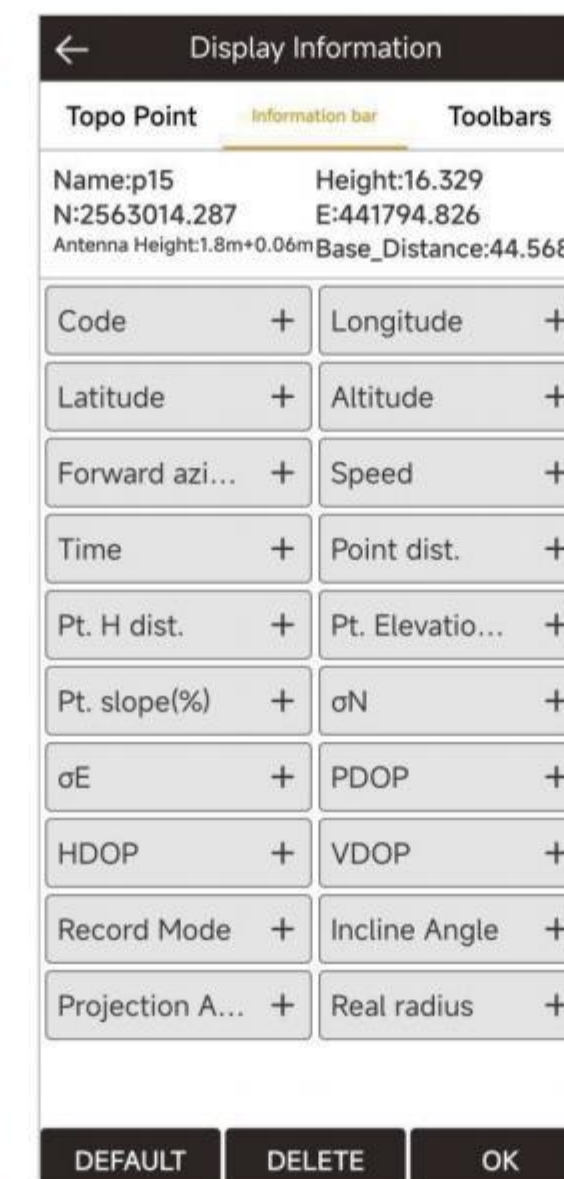 ← Display Information
Topo Point Information bar Toolbars
Name:p15 Height:16.329
N:2563014.287 E:441794.826
Antenna Height:1.8m+0.06m Base_Distance:44.568
Code + Longitude +
Latitude + Altitude +
Forward azi... + Speed +
Time + Point dist. +
Pt. H dist. + Pt. Elevatio... +
Pt. slope(%) + σN +
σE + PDOP +
HDOP + VDOP +
Record Mode + Incline Angle +
Projection A... + Real radius +
DEFAULT DELETE OK